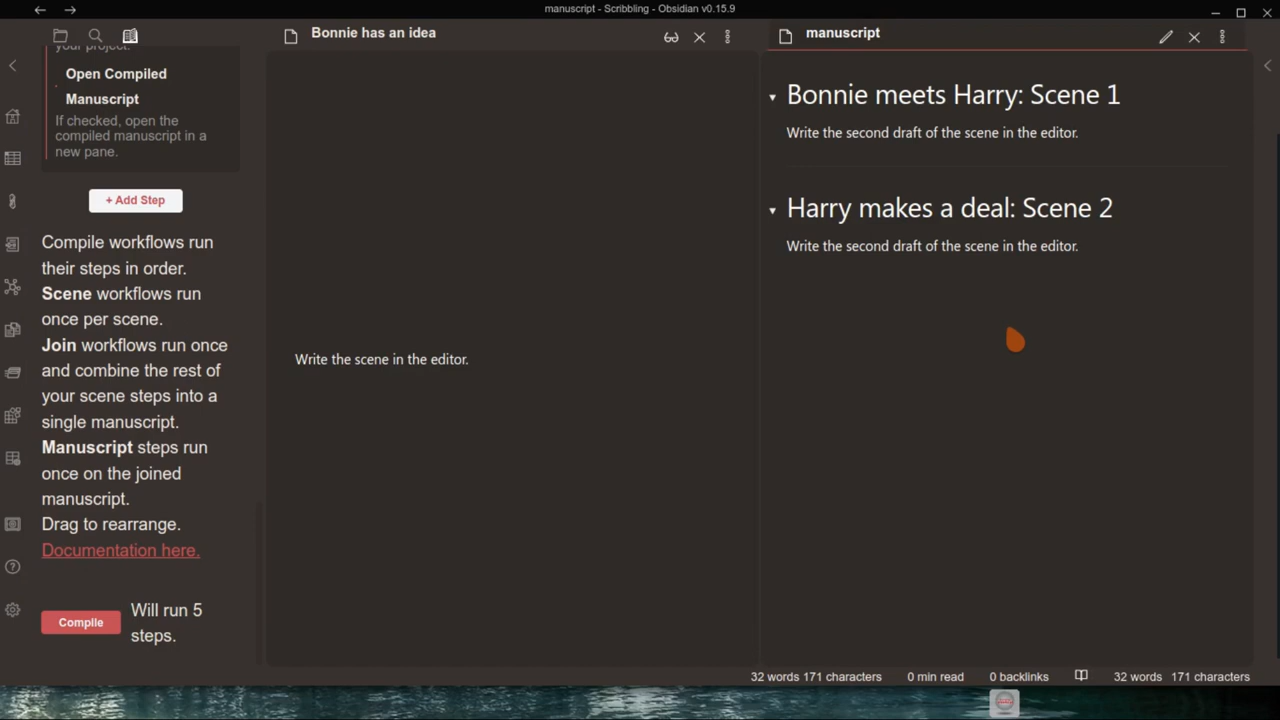 manuscript - Scribbling - Obsidian v0.15.9
your project.
Open Compiled
Manuscript
If checked, open the
compiled manuscript in a
new pane.
+ Add Step
Compile workflows run
their steps in order.
Scene workflows run
once per scene.
Join workflows run once
and combine the rest of
your scene steps into a
single manuscript.
Manuscript steps run
once on the joined
manuscript.
Drag to rearrange.
Documentation here.
Compile
Will run 5
steps.
Bonnie has an idea
Write the scene in the editor.
manuscript
Bonnie meets Harry: Scene 1
Write the second draft of the scene in the editor.
Harry makes a deal: Scene 2
Write the second draft of the scene in the editor.
32 words 171 characters
0 min read
0 backlinks
32 words
171 characters